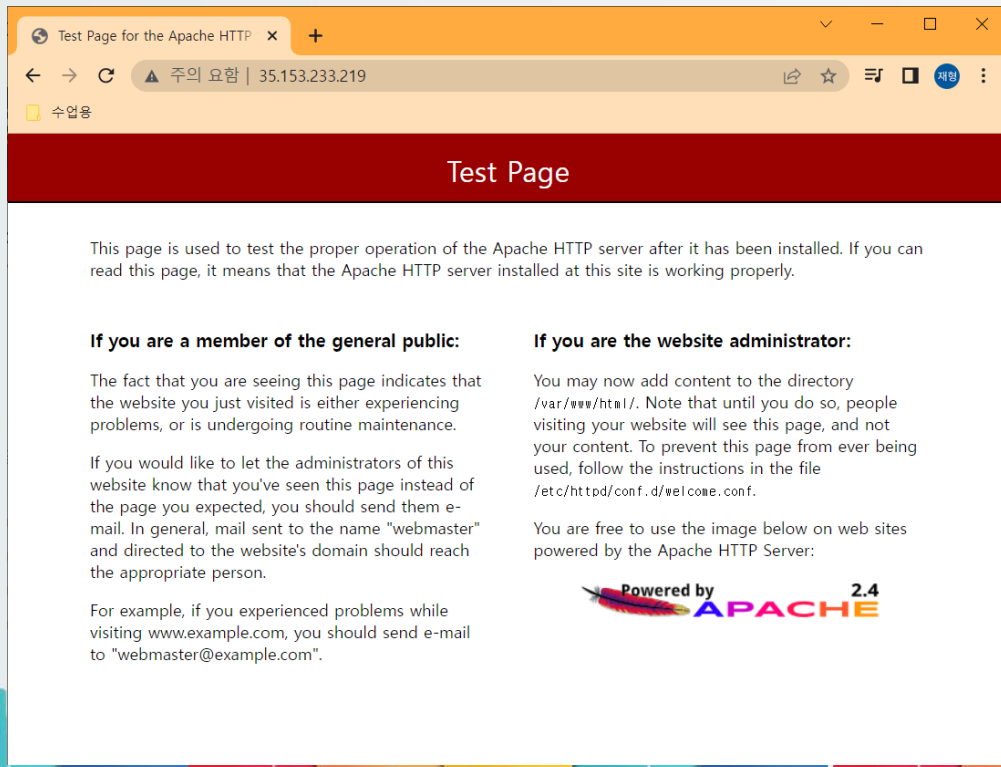 Test Page for the Apache HTTP
주의 요함 | 35.153.233.219
재형
수업용
Test Page
This page is used to test the proper operation of the Apache HTTP server after it has been installed. If you can
read this page, it means that the Apache HTTP server installed at this site is working properly.
If you are a member of the general public:
The fact that you are seeing this page indicates that
the website you just visited is either experiencing
problems, or is undergoing routine maintenance.
If you would like to let the administrators of this
website know that you've seen this page instead of
the page you expected, you should send them e-
mail. In general, mail sent to the name "webmaster"
and directed to the website's domain should reach
the appropriate person.
For example, if you experienced problems while
visiting www.example.com, you should send e-mail
to "webmaster@example.com".
If you are the website administrator:
You may now add content to the directory
/var/www/html/. Note that until you do so, people
visiting your website will see this page, and not
your content. To prevent this page from ever being
used, follow the instructions in the file
/etc/httpd/conf.d/welcome.conf.
You are free to use the image below on web sites
powered by the Apache HTTP Server:
Powered by 2.4
APACHE